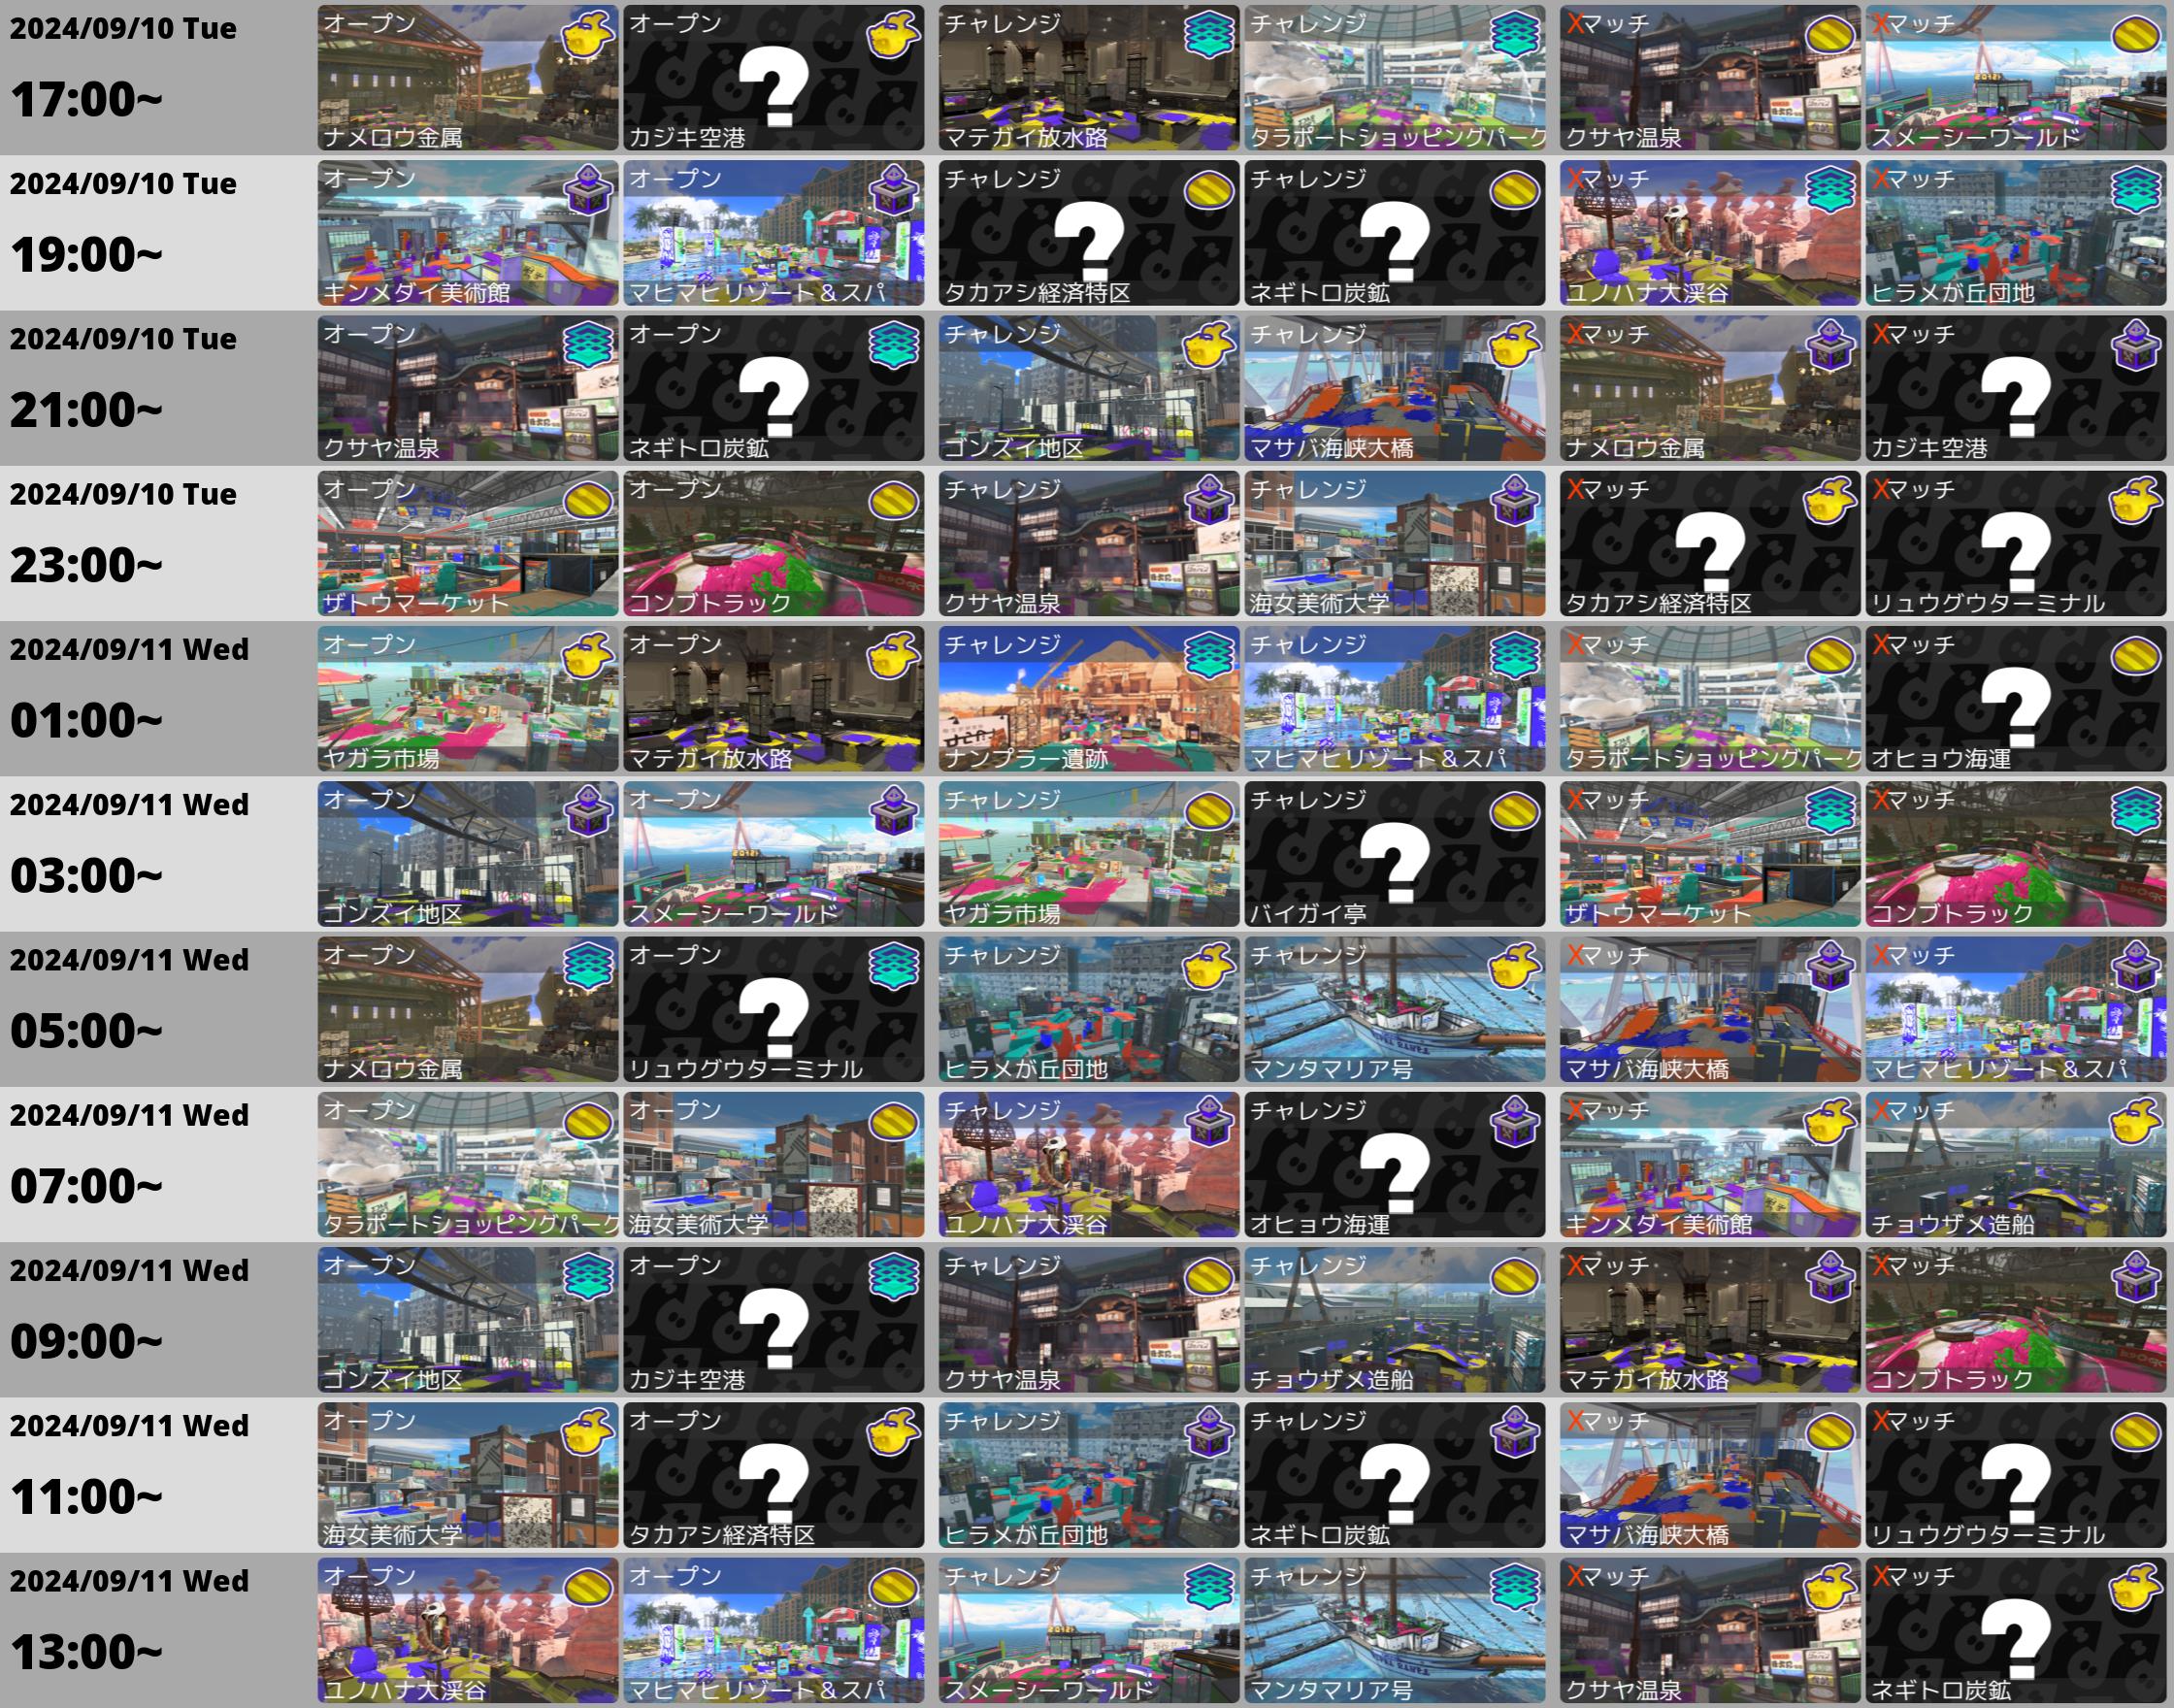 2024/09/10 Tue
17:00~
オープン
ナメロウ金属
オープン
カジキ空港
チャレンジ
マテガイ放水路
チャレンジ
タラポートショッピングパーク
Xマッチ
クサヤ温泉
Xマッチ
スメーシーワールド
2024/09/10 Tue
19:00~
オープン
キンメダイ美術館
オープン
マヒマヒリゾート&スパ
チャレンジ
タカアシ経済特区
チャレンジ
ネギトロ炭鉱
Xマッチ
ユノハナ大渓谷
Xマッチ
ヒラメが丘団地
2024/09/10 Tue
21:00~
オープン
クサヤ温泉
オープン
ネギトロ炭鉱
チャレンジ
ゴンズイ地区
チャレンジ
マサバ海峡大橋
Xマッチ
ナメロウ金属
Xマッチ
カジキ空港
2024/09/10 Tue
23:00~
オープン
ザトウマーケット
オープン
コンブトラック
チャレンジ
クサヤ温泉
チャレンジ
海女美術大学
Xマッチ
タカアシ経済特区
Xマッチ
リュウグウターミナル
2024/09/11 Wed
01:00~
オープン
ヤガラ市場
オープン
マテガイ放水路
チャレンジ
ナンプラー遺跡
チャレンジ
マヒマヒリゾート&スパ
Xマッチ
タラポートショッピングパーク
Xマッチ
オヒョウ海運
2024/09/11 Wed
03:00~
オープン
ゴンズイ地区
オープン
スメーシーワールド
チャレンジ
ヤガラ市場
チャレンジ
バイガイ亭
Xマッチ
ザトウマーケット
Xマッチ
コンブトラック
2024/09/11 Wed
05:00~
オープン
ナメロウ金属
オープン
リュウグウターミナル
チャレンジ
ヒラメが丘団地
チャレンジ
マンタマリア号
Xマッチ
マサバ海峡大橋
Xマッチ
マヒマヒリゾート&スパ
2024/09/11 Wed
07:00~
オープン
タラポートショッピングパーク
オープン
海女美術大学
チャレンジ
ユノハナ大渓谷
チャレンジ
オヒョウ海運
Xマッチ
キンメダイ美術館
Xマッチ
チョウザメ造船
2024/09/11 Wed
09:00~
オープン
ゴンズイ地区
オープン
カジキ空港
チャレンジ
クサヤ温泉
チャレンジ
チョウザメ造船
Xマッチ
マテガイ放水路
Xマッチ
コンブトラック
2024/09/11 Wed
11:00~
オープン
海女美術大学
オープン
タカアシ経済特区
チャレンジ
ヒラメが丘団地
チャレンジ
ネギトロ炭鉱
Xマッチ
マサバ海峡大橋
Xマッチ
リュウグウターミナル
2024/09/11 Wed
13:00~
オープン
ユノハナ大渓谷
オープン
マヒマヒリゾート&スパ
チャレンジ
スメーシーワールド
チャレンジ
マンタマリア号
Xマッチ
クサヤ温泉
Xマッチ
ネギトロ炭鉱